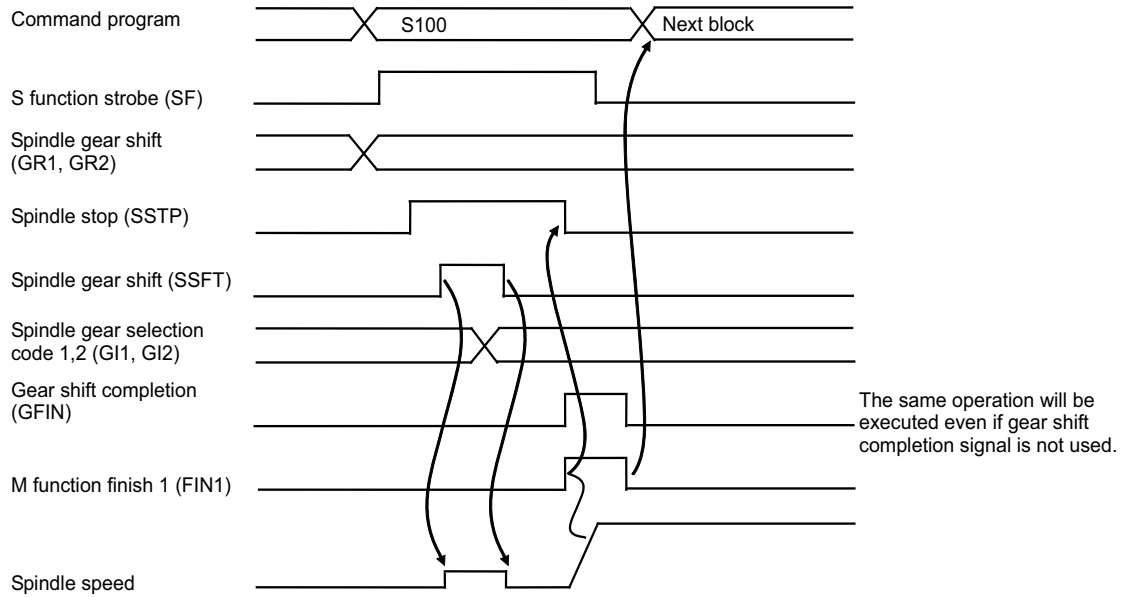 Command program
S100
Next block
S function strobe (SF)
Spindle gear shift
(GR1, GR2)
Spindle stop (SSTP)
Spindle gear shift (SSFT)
Spindle gear selection
code 1,2 (GI1, GI2)
Gear shift completion
(GFIN)
The same operation will be
executed even if gear shift
completion signal is not used.
M function finish 1 (FIN1)
Spindle speed